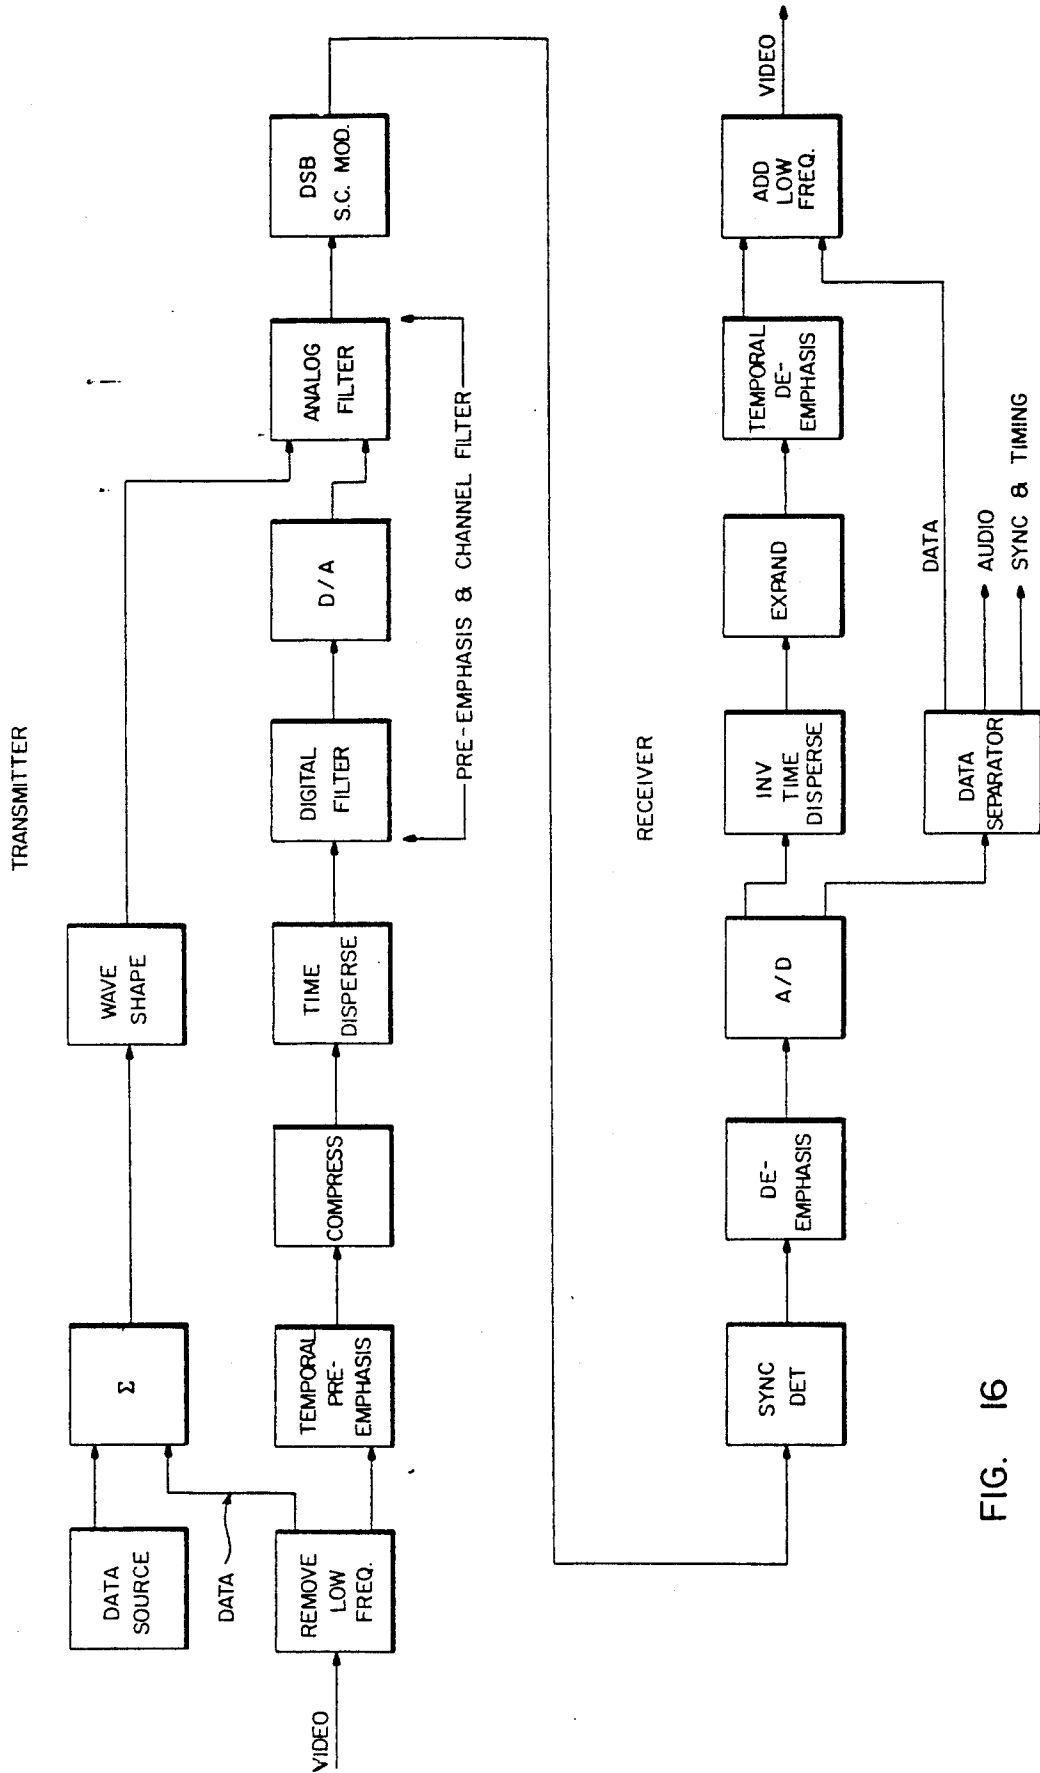 TRANSMITTER
DATA
SOURCE
Σ
WAVE
SHAPE
DATA
VIDEO
REMOVE
LOW
FREQ.
TEMPORAL
PRE-
EMPHASIS
COMPRESS
TIME
DISPERSE
DIGITAL
FILTER
D/A
ANALOG
FILTER
DSB
S.C. MOD.
PRE-EMPHASIS & CHANNEL FILTER
RECEIVER
SYNC
DET
DE-
EMPHASIS
A/D
INV
TIME
DISPERSE
EXPAND
TEMPORAL
DE-
EMPHASIS
ADD
LOW
FREQ.
VIDEO
DATA
SEPARATOR
DATA
AUDIO
SYNC & TIMING
FIG. 16